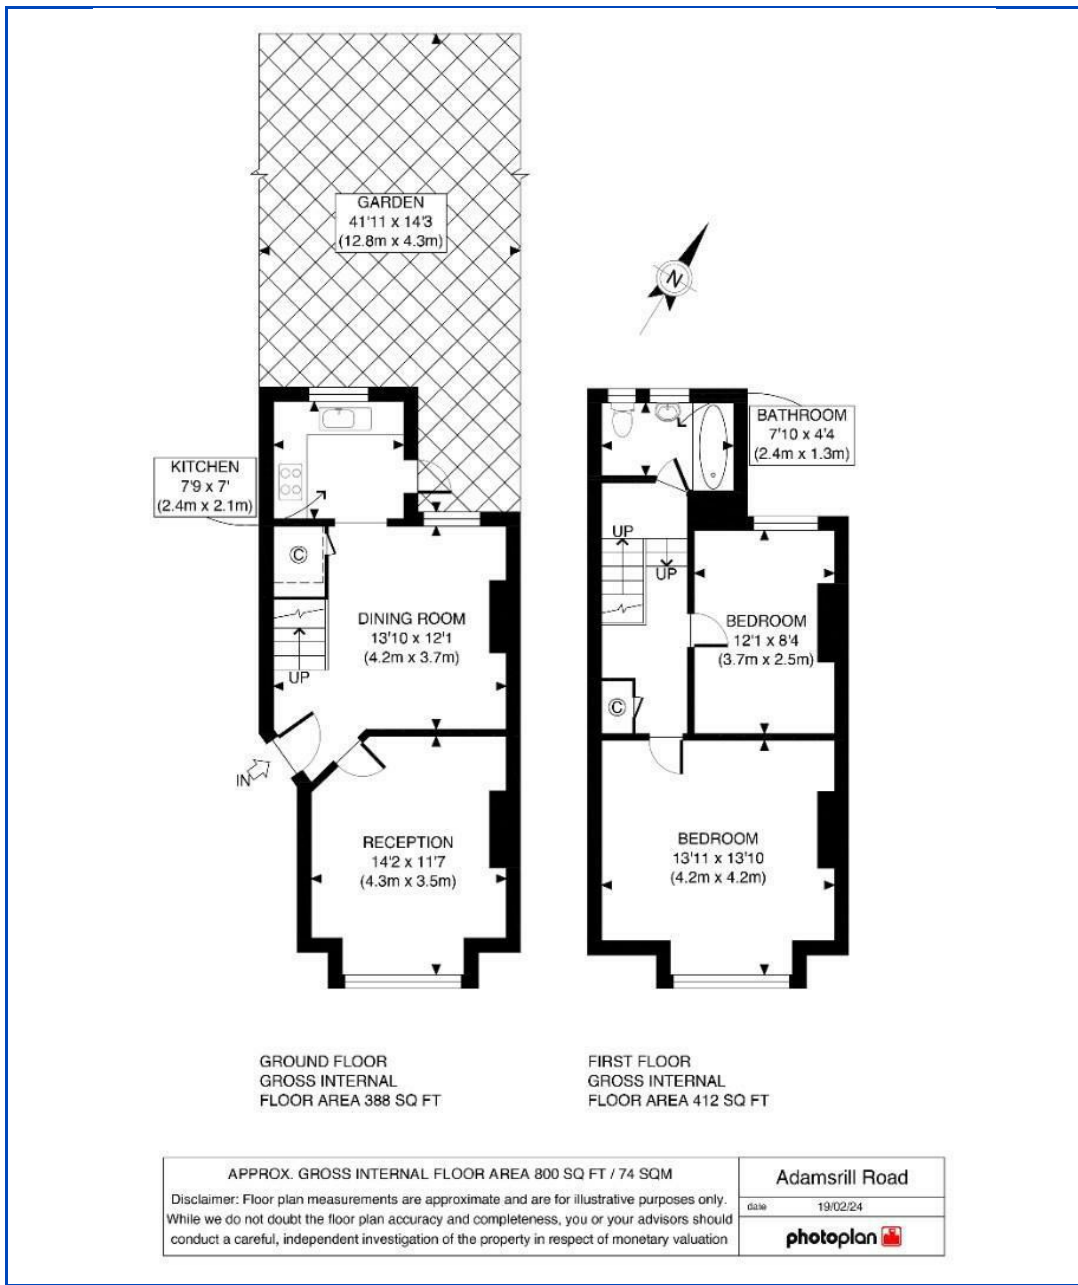 GARDEN
41'11 x 14'3
(12.8m x 4.3m)
N
KITCHEN
7'9 x 7'
(2.4m x 2.1m)
BATHROOM
7'10 x 4'4
(2.4m x 1.3m)
C
UP
DINING ROOM
13'10 x 12'1
(4.2m x 3.7m)
UP
UP
BEDROOM
12'1 x 8'4
(3.7m x 2.5m)
C
IN
RECEPTION
14'2 x 11'7
(4.3m x 3.5m)
BEDROOM
13'11 x 13'10
(4.2m x 4.2m)
GROUND FLOOR
GROSS INTERNAL
FLOOR AREA 388 SQ FT
FIRST FLOOR
GROSS INTERNAL
FLOOR AREA 412 SQ FT
APPROX. GROSS INTERNAL FLOOR AREA 800 SQ FT / 74 SQM
Disclaimer: Floor plan measurements are approximate and are for illustrative purposes only.
While we do not doubt the floor plan accuracy and completeness, you or your advisors should
conduct a careful, independent investigation of the property in respect of monetary valuation
Adamsrill Road
date 19/02/24
photoplan